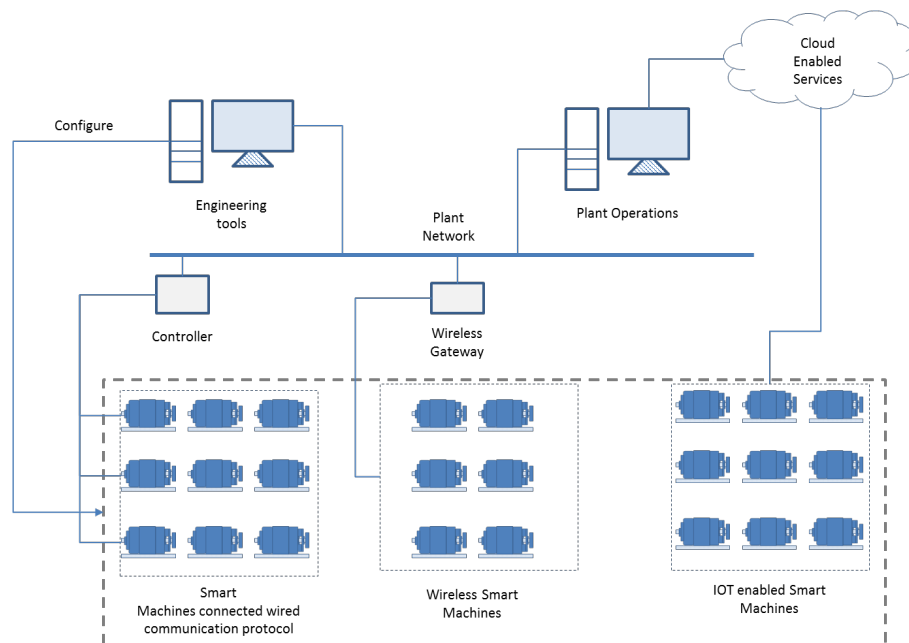 Cloud
Enabled
Services
Configure
Engineering
tools
Plant Operations
Plant
Network
Controller
Wireless
Gateway
Smart
Machines connected wired
communication protocol
Wireless Smart
Machines
IOT enabled Smart
Machines